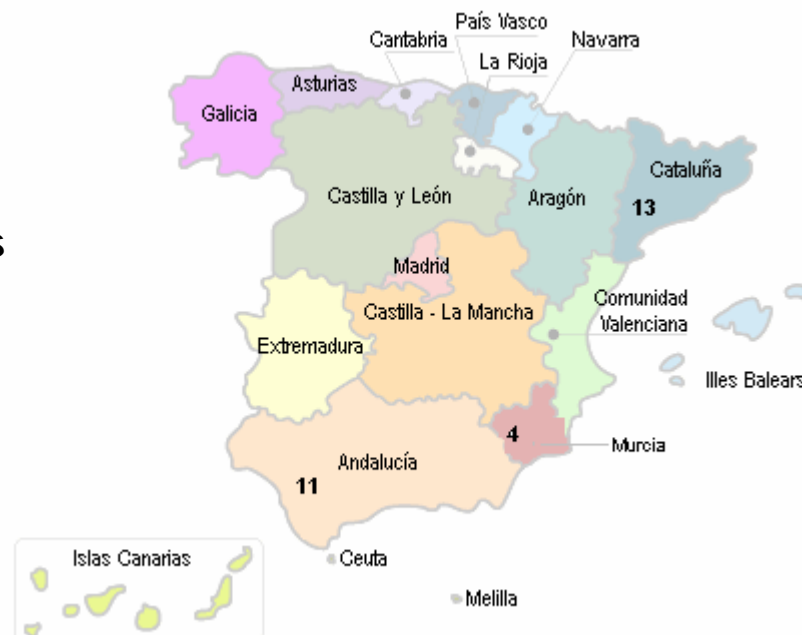 País Vasco
Cantabria
Navarra
La Rioja
Asturias
Galicia
Cataluña
13
Castilla y León
Aragón
s
Madrid
Comunidad
Valenciana
Castilla - La Mancha
Extremadura
Illes Balears
4
Murcia
Andalucía
11
Islas Canarias
Ceuta
Melilla